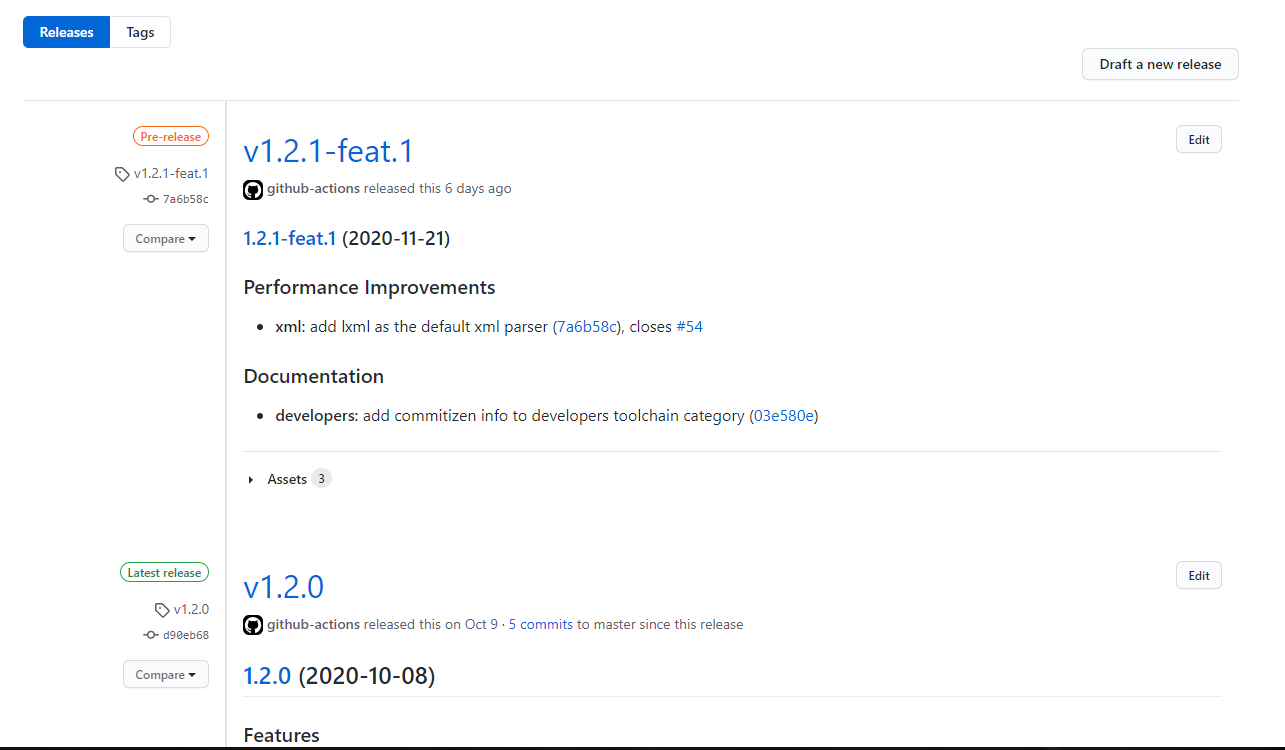 Releases Tags
Draft a new release
Pre-release
v1.2.1-feat.1
7a6b58c
Compare
v1.2.1-feat.1
Edit
github-actions released this 6 days ago
1.2.1-feat.1 (2020-11-21)
Performance Improvements
xml: add lxml as the default xml parser (7a6b58c), closes #54
Documentation
developers: add commitizen info to developers toolchain category (03e580e)
Assets 3
Latest release
v1.2.0
d90eb68
Compare
v1.2.0
Edit
github-actions released this on Oct 9 · 5 commits to master since this release
1.2.0 (2020-10-08)
Features